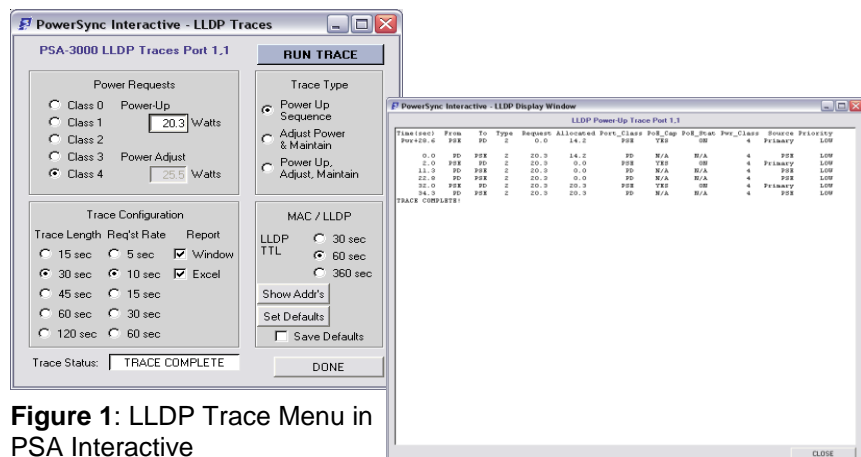 PowerSync Interactive - LLDP Traces
PSA-3000 LLDP Traces Port 1,1
RUN TRACE
Power Requests
Class 0 Power-Up
Class 1 20.3 Watts
Class 2
Class 3 Power Adjust
Class 4 25.5 Watts
Trace Type
Power Up Sequence
Adjust Power & Maintain
Power Up, Adjust, Maintain
Trace Configuration
Trace Length Req'st Rate Report
15 sec 5 sec Window
30 sec 10 sec Excel
45 sec 15 sec
60 sec 30 sec
120 sec 60 sec
MAC / LLDP
LLDP TTL
30 sec
60 sec
360 sec
Show Addr's
Set Defaults
Save Defaults
Trace Status: TRACE COMPLETE
DONE
PowerSync Interactive - LLDP Display Window
LLDP Power-Up Trace Port 1,1
Time(sec) From To Type Request Allocated Port_Class PoE_Cap PoE_Stat Pwr_Class Source Priority
Pwr+28.6 PSE PD 2 0.0 14.2 PSE YES ON 4 Primary LOW
0.0 PD PSE 2 20.3 14.2 PD N/A N/A 4 PSE LOW
2.0 PD PSE 2 20.3 0.0 PSE YES ON 4 Primary LOW
11.3 PD PSE 2 20.3 0.0 PD N/A N/A 4 PSE LOW
22.8 PD PSE 2 20.3 0.0 PD N/A N/A 4 PSE LOW
32.0 PSE PD 2 20.3 20.3 PSE YES ON 4 Primary LOW
34.3 PD PSE 2 20.3 20.3 PD N/A N/A 4 PSE LOW
TRACE COMPLETE!
CLOSE
Figure 1: LLDP Trace Menu in
PSA Interactive